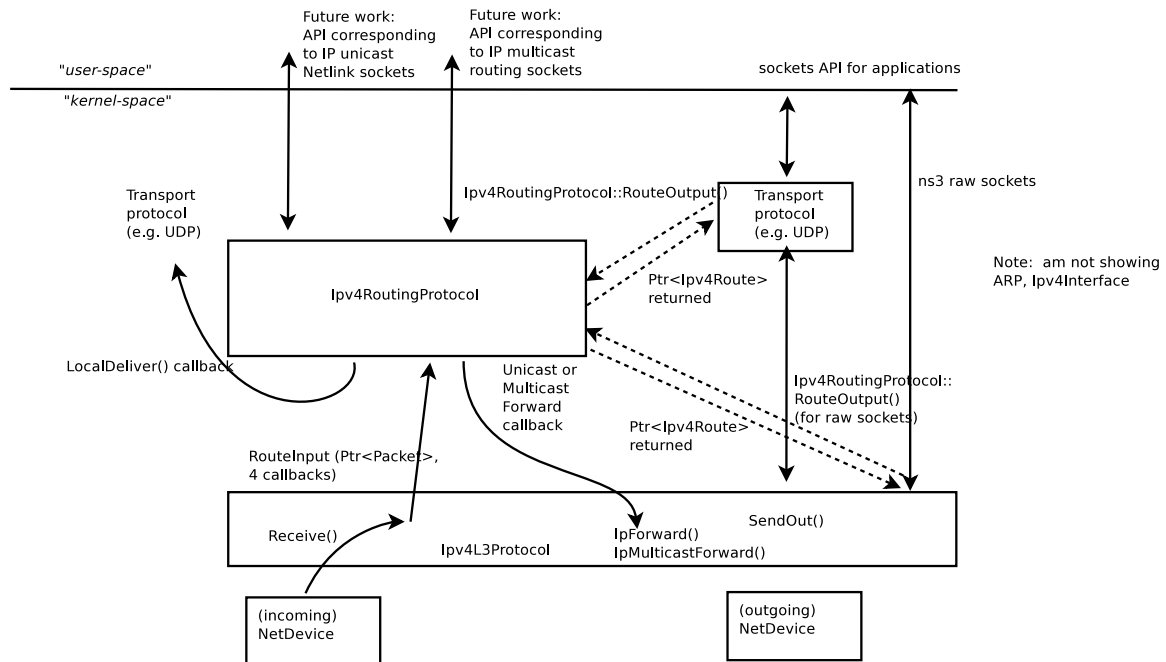 Future work:
API corresponding
to IP unicast
Netlink sockets
Future work:
API corresponding
to IP multicast
routing sockets
"user-space"
sockets API for applications
"kernel-space"
Transport
protocol
(e.g. UDP)
Ipv4RoutingProtocol::RouteOutput()
Transport
protocol
(e.g. UDP)
ns3 raw sockets
Note:  am not showing
ARP, Ipv4Interface
Ipv4RoutingProtocol
Ptr<Ipv4Route>
returned
LocalDeliver() callback
Unicast or
Multicast
Forward
callback
Ipv4RoutingProtocol::
RouteOutput()
(for raw sockets)
Ptr<Ipv4Route>
returned
RouteInput (Ptr<Packet>,
4 callbacks)
Receive()
Ipv4L3Protocol
IpForward()
IpMulticastForward()
SendOut()
(incoming)
NetDevice
(outgoing)
NetDevice